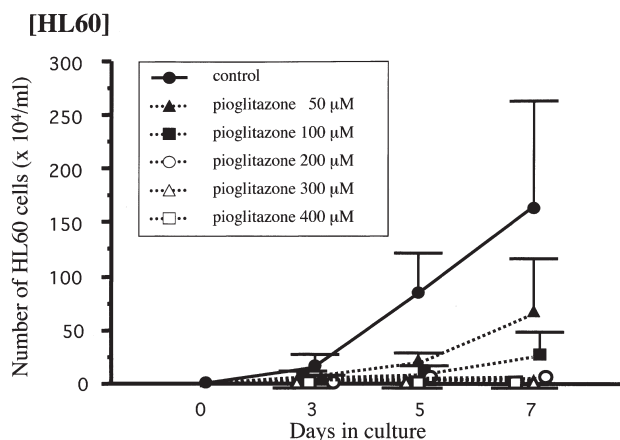 [HL60]
Number of HL60 cells (x 10⁴/ml)
300
250
200
150
100
50
0
control
pioglitazone 50 µM
pioglitazone 100 µM
pioglitazone 200 µM
pioglitazone 300 µM
pioglitazone 400 µM
0 3 5 7
Days in culture